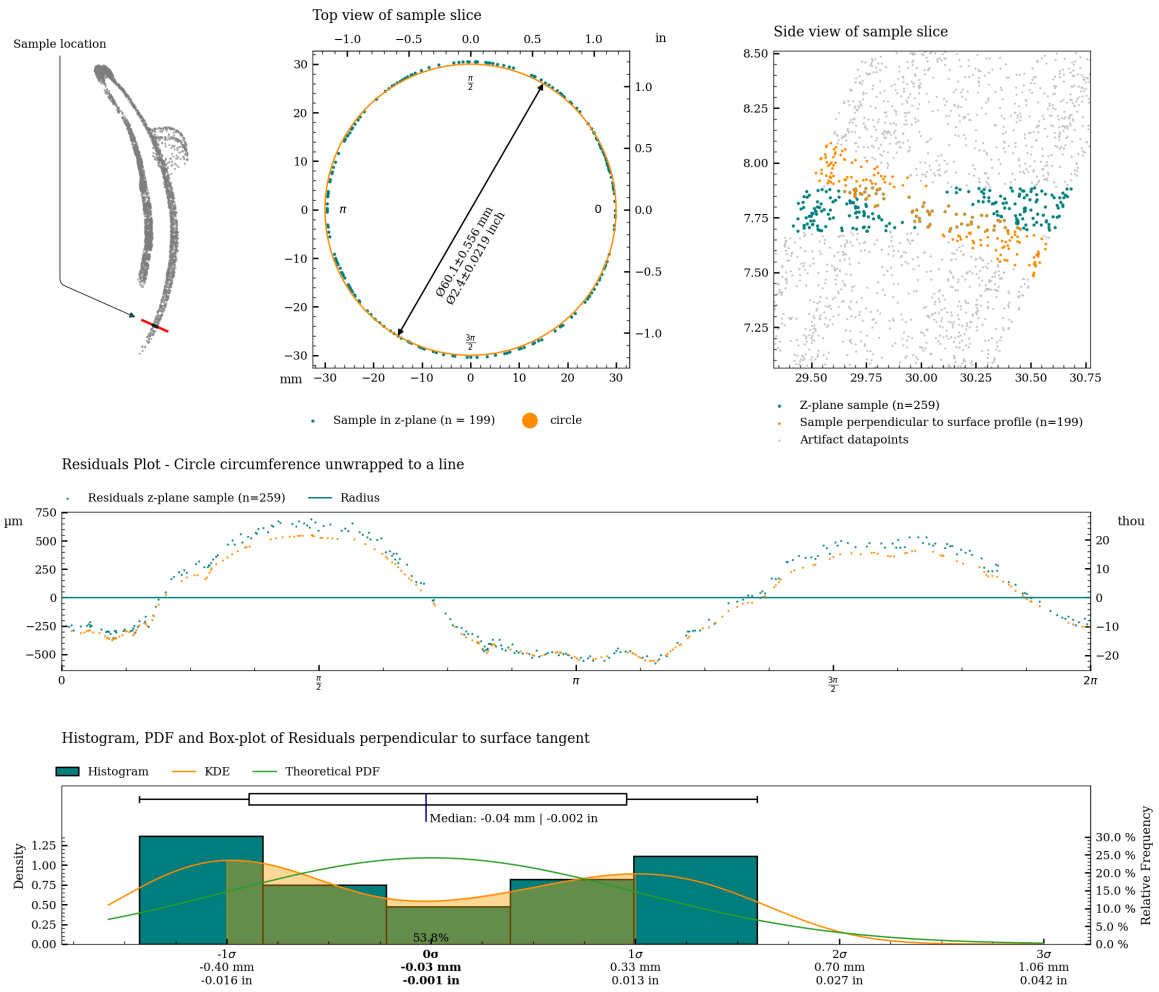 Sample location
Top view of sample slice
−1.0 −0.5 0.0 0.5 1.0 in
30 20 10 0 −10 −20 −30
mm
1.0 0.5 0.0 −0.5 −1.0
π/2
π
0
3π/2
Ø60.1±0.556 mm
Ø2.4±0.0219 inch
−30 −20 −10 0 10 20 30
Sample in z-plane (n = 199) circle
Side view of sample slice
8.50
8.25
8.00
7.75
7.50
7.25
29.50 29.75 30.00 30.25 30.50 30.75
Z-plane sample (n=259)
Sample perpendicular to surface profile (n=199)
Artifact datapoints
Residuals Plot - Circle circumference unwrapped to a line
Residuals z-plane sample (n=259) Radius
µm
750
500
250
0
−250
−500
thou
20
10
0
−10
−20
0 π/2 π 3π/2 2π
Histogram, PDF and Box-plot of Residuals perpendicular to surface tangent
Histogram KDE Theoretical PDF
Median: -0.04 mm | -0.002 in
Density
1.25
1.00
0.75
0.50
0.25
0.00
Relative Frequency
30.0 %
25.0 %
20.0 %
15.0 %
10.0 %
5.0 %
0.0 %
53.8%
-1σ 0σ 1σ 2σ 3σ
-0.40 mm -0.03 mm 0.33 mm 0.70 mm 1.06 mm
-0.016 in -0.001 in 0.013 in 0.027 in 0.042 in